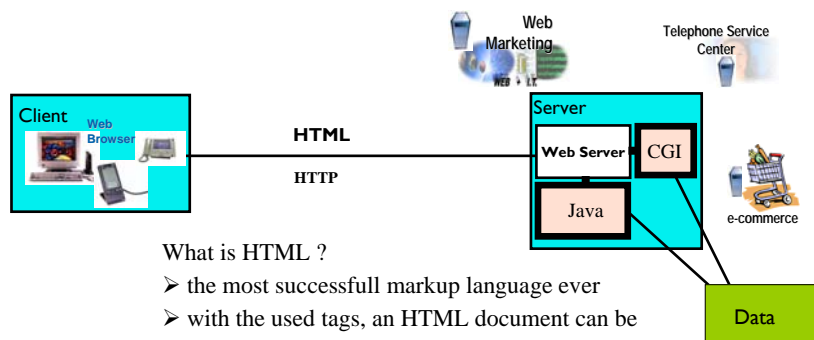 Web
Marketing
WEB + I.T.
Telephone Service
Center
Client
Web
Browser
HTML
HTTP
Server
Web Server
CGI
Java
e-commerce
What is HTML ?
➢ the most successfull markup language ever
➢ with the used tags, an HTML document can be
Data